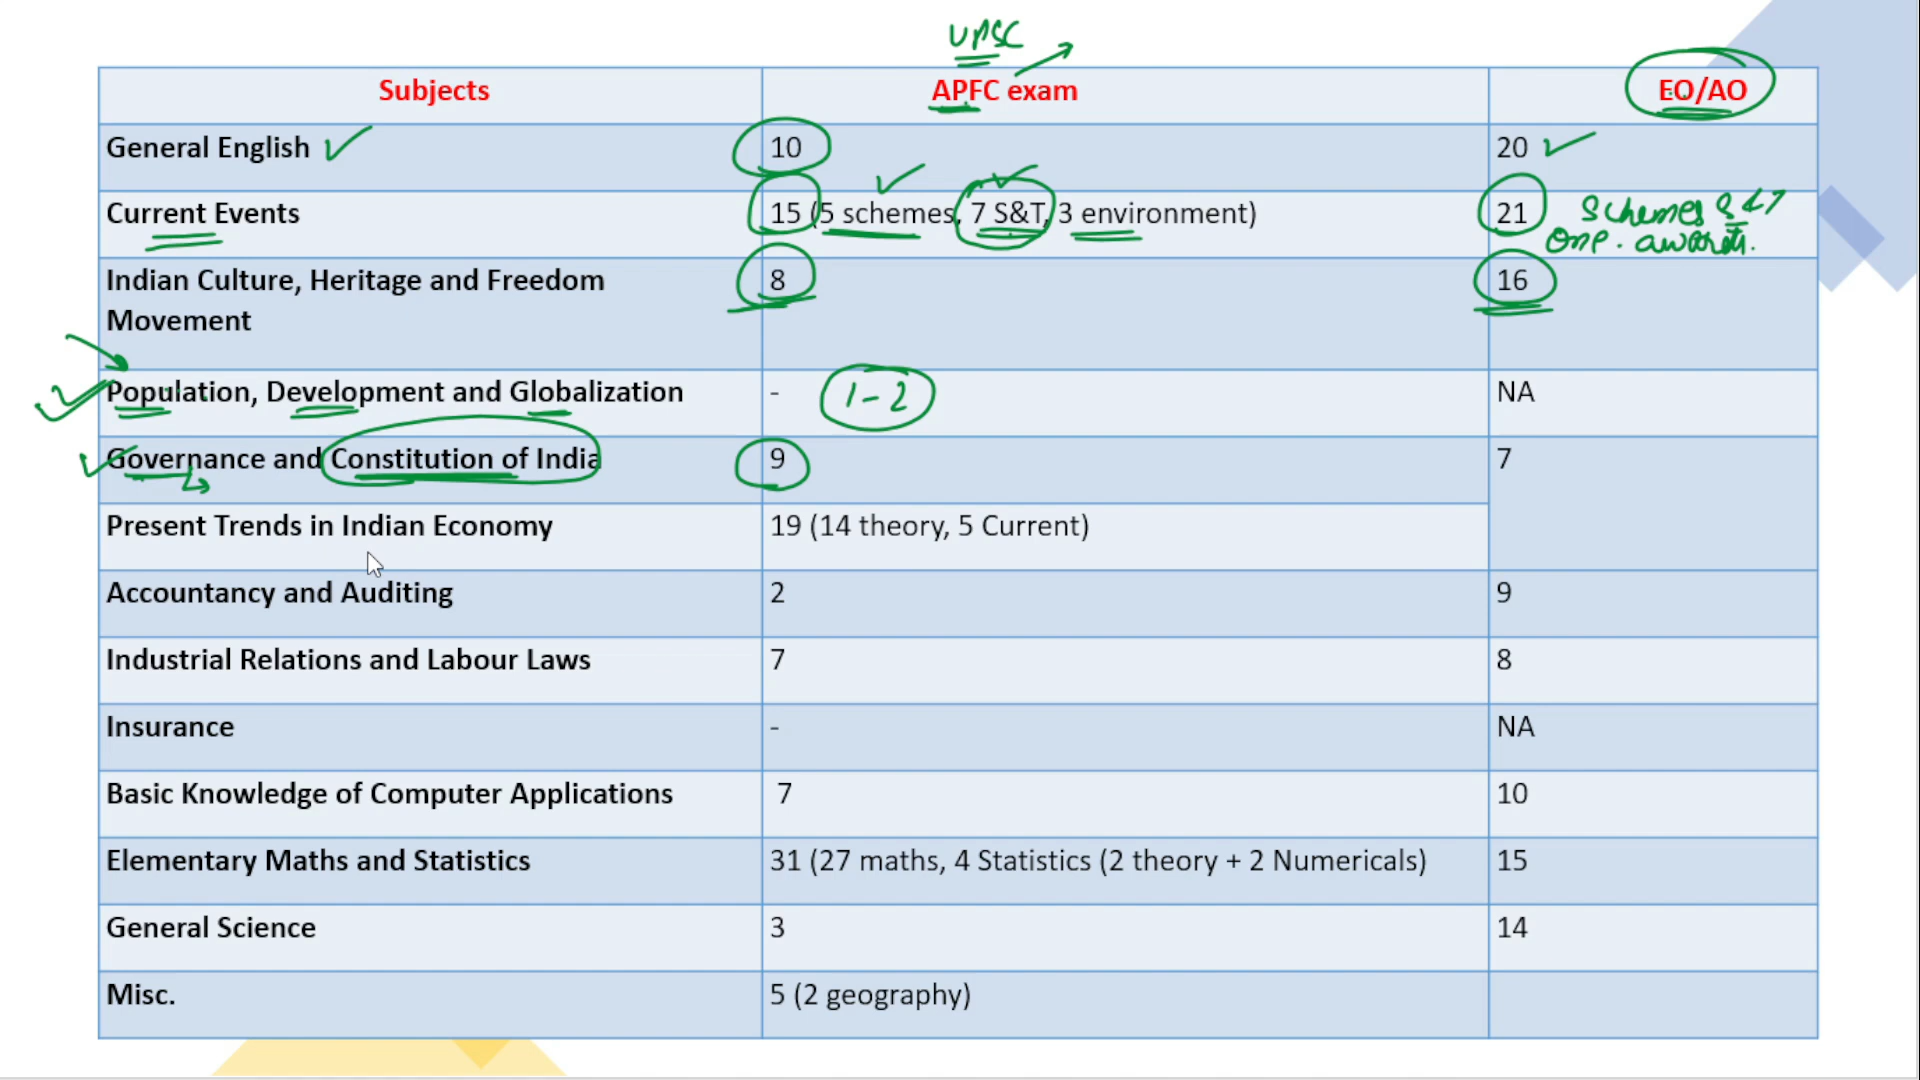 UPSC
Subjects APFC exam EO/AO
General English 10 20
Current Events 15 (5 schemes, 7 S&T, 3 environment) 21 Schemes S&T
awards.
Indian Culture, Heritage and Freedom 8 16
Movement
Population, Development and Globalization - 1-2 NA
Governance and Constitution of India 9 7
Present Trends in Indian Economy 19 (14 theory, 5 Current)
Accountancy and Auditing 2 9
Industrial Relations and Labour Laws 7 8
Insurance - NA
Basic Knowledge of Computer Applications 7 10
Elementary Maths and Statistics 31 (27 maths, 4 Statistics (2 theory + 2 Numericals) 15
General Science 3 14
Misc. 5 (2 geography)